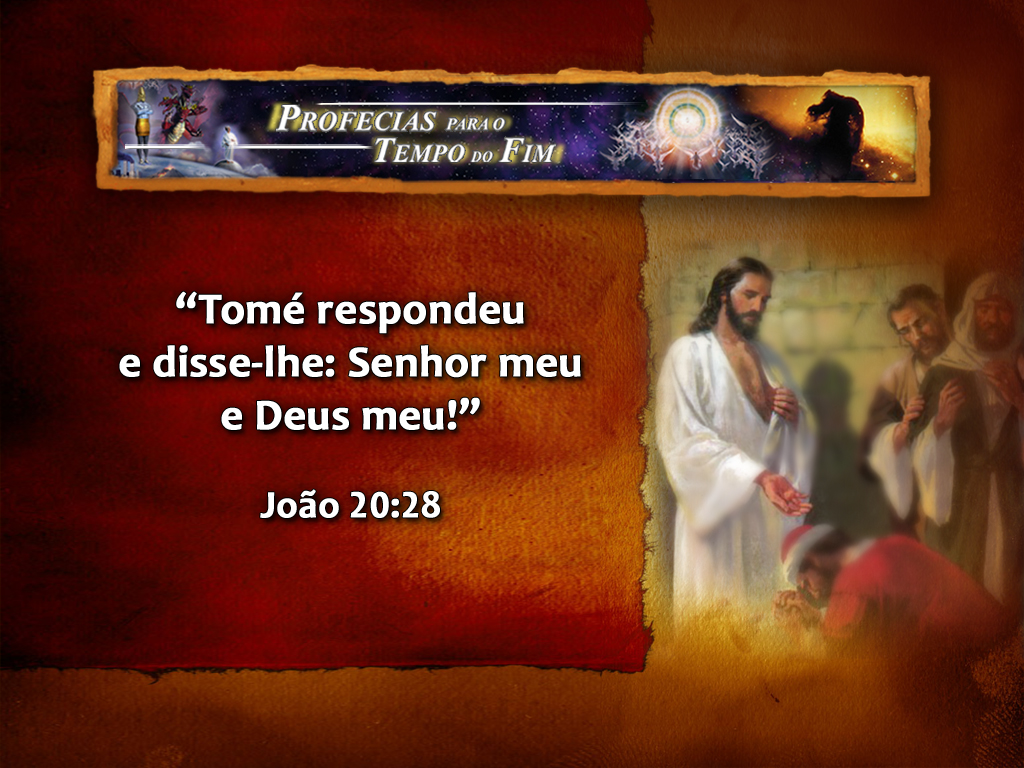 PROFECIAS PARA O
TEMPO DO FIM
“Tomé respondeu
e disse-lhe: Senhor meu
e Deus meu!”
João 20:28